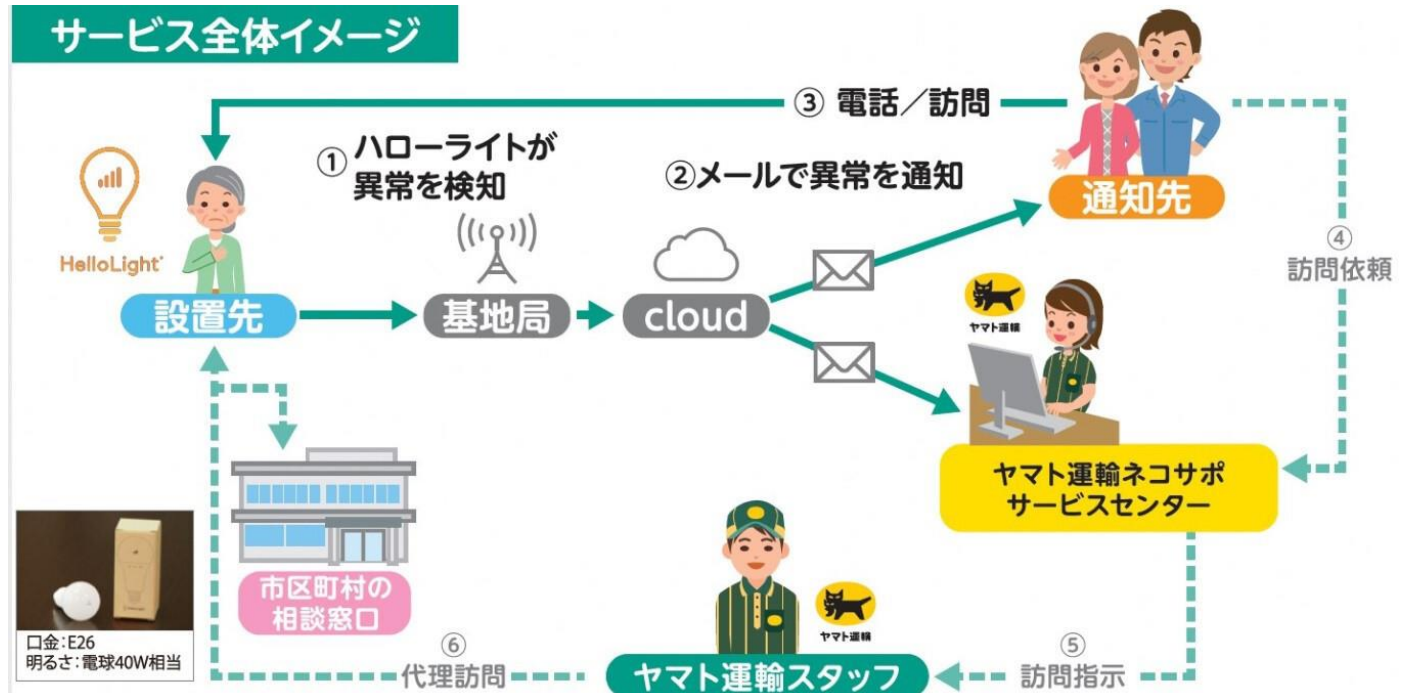 サービス全体イメージ
③ 電話／訪問
① ハローライトが
異常を検知
②メールで異常を通知
HelloLight
設置先
基地局
cloud
通知先
④
訪問依頼
ヤマト運輸
ヤマト運輸ネコサポ
サービスセンター
市区町村の
相談窓口
口金:E26
明るさ:電球40W相当
ヤマト運輸
⑥
代理訪問
ヤマト運輸スタッフ
⑤
訪問指示